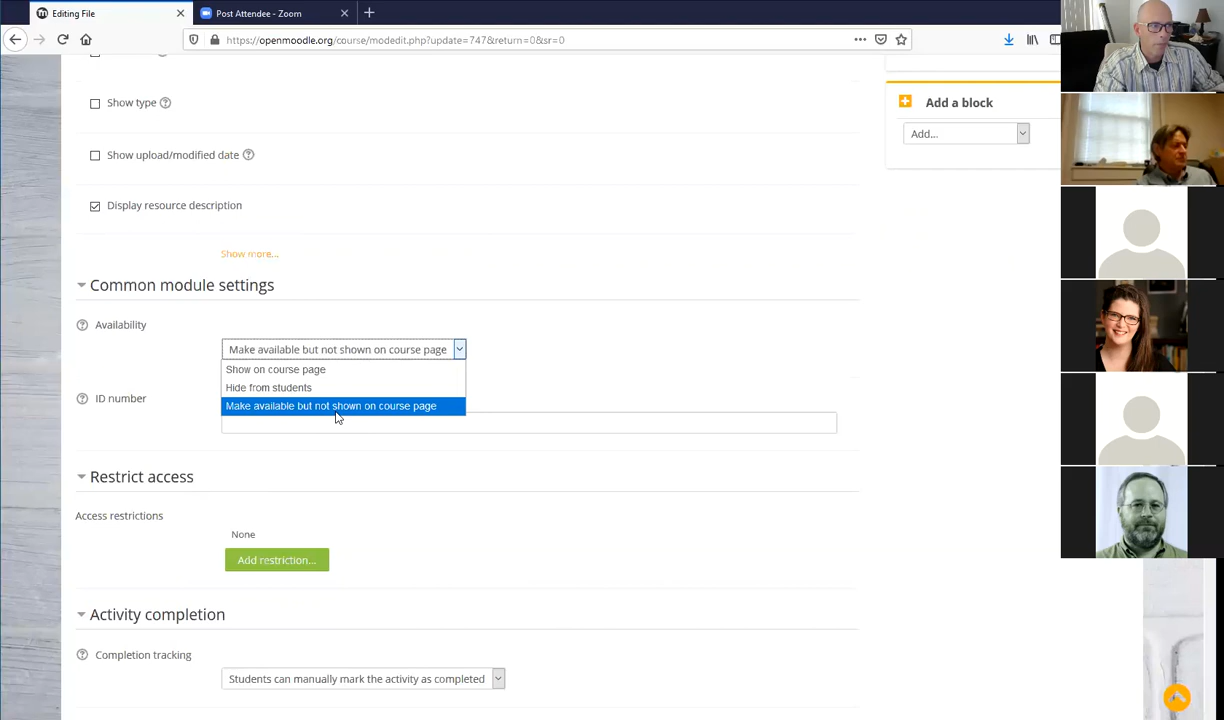 Editing File
Post Attendee - Zoom
https://openmoodle.org/course/modedit.php?update=747&return=0&sr=0
Show type
Show upload/modified date
Display resource description
Show more...
Add a block
Add...
Common module settings
Availability
Make available but not shown on course page
Show on course page
Hide from students
Make available but not shown on course page
ID number
Restrict access
Access restrictions
None
Add restriction...
Activity completion
Completion tracking
Students can manually mark the activity as completed